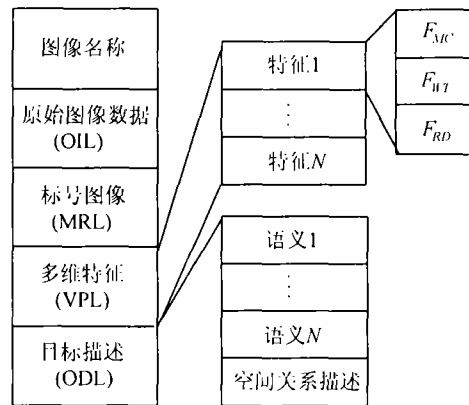 图像名称
原始图像数据
(OIL)
标号图像
(MRL)
多维特征
(VPL)
目标描述
(ODL)
特征1
⋮
特征N
语义1
⋮
语义N
空间关系描述
F_MC
F_WT
F_RD